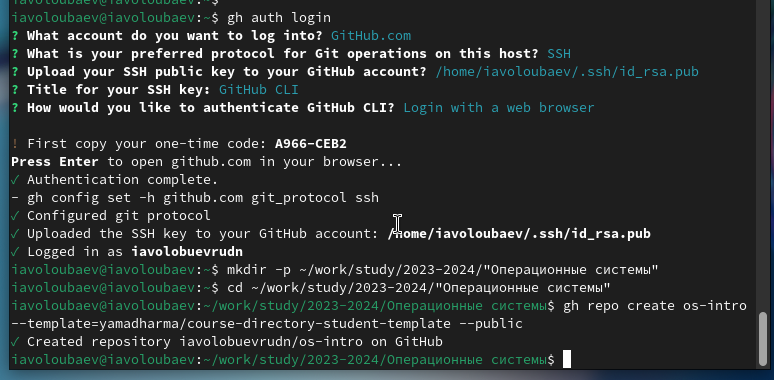 iavoloubaev@iavoloubaev:~$ gh auth login
? What account do you want to log into? GitHub.com
? What is your preferred protocol for Git operations on this host? SSH
? Upload your SSH public key to your GitHub account? /home/iavoloubaev/.ssh/id_rsa.pub
? Title for your SSH key: GitHub CLI
? How would you like to authenticate GitHub CLI? Login with a web browser
! First copy your one-time code: A966-CEB2
Press Enter to open github.com in your browser...
✓ Authentication complete.
- gh config set -h github.com git_protocol ssh
✓ Configured git protocol
✓ Uploaded the SSH key to your GitHub account: /home/iavoloubaev/.ssh/id_rsa.pub
✓ Logged in as iavolobuevrudn
iavoloubaev@iavoloubaev:~$ mkdir -p ~/work/study/2023-2024/"Операционные системы"
iavoloubaev@iavoloubaev:~$ cd ~/work/study/2023-2024/"Операционные системы"
iavoloubaev@iavoloubaev:~/work/study/2023-2024/Операционные системы$ gh repo create os-intro
--template=yamadharma/course-directory-student-template --public
✓ Created repository iavolobuevrudn/os-intro on GitHub
iavoloubaev@iavoloubaev:~/work/study/2023-2024/Операционные системы$